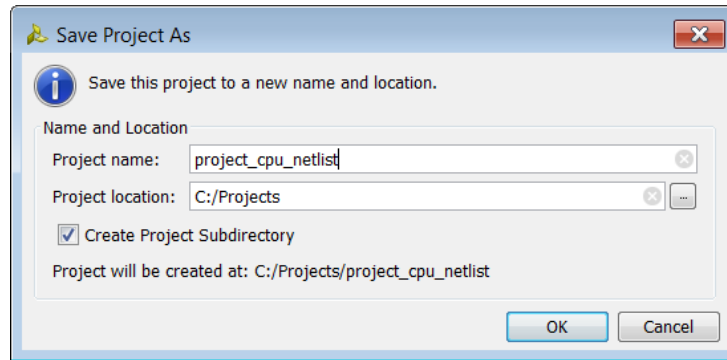 Save Project As
Save this project to a new name and location.
Name and Location
Project name: project_cpu_netlist
Project location: C:/Projects ...
Create Project Subdirectory
Project will be created at: C:/Projects/project_cpu_netlist
OK Cancel